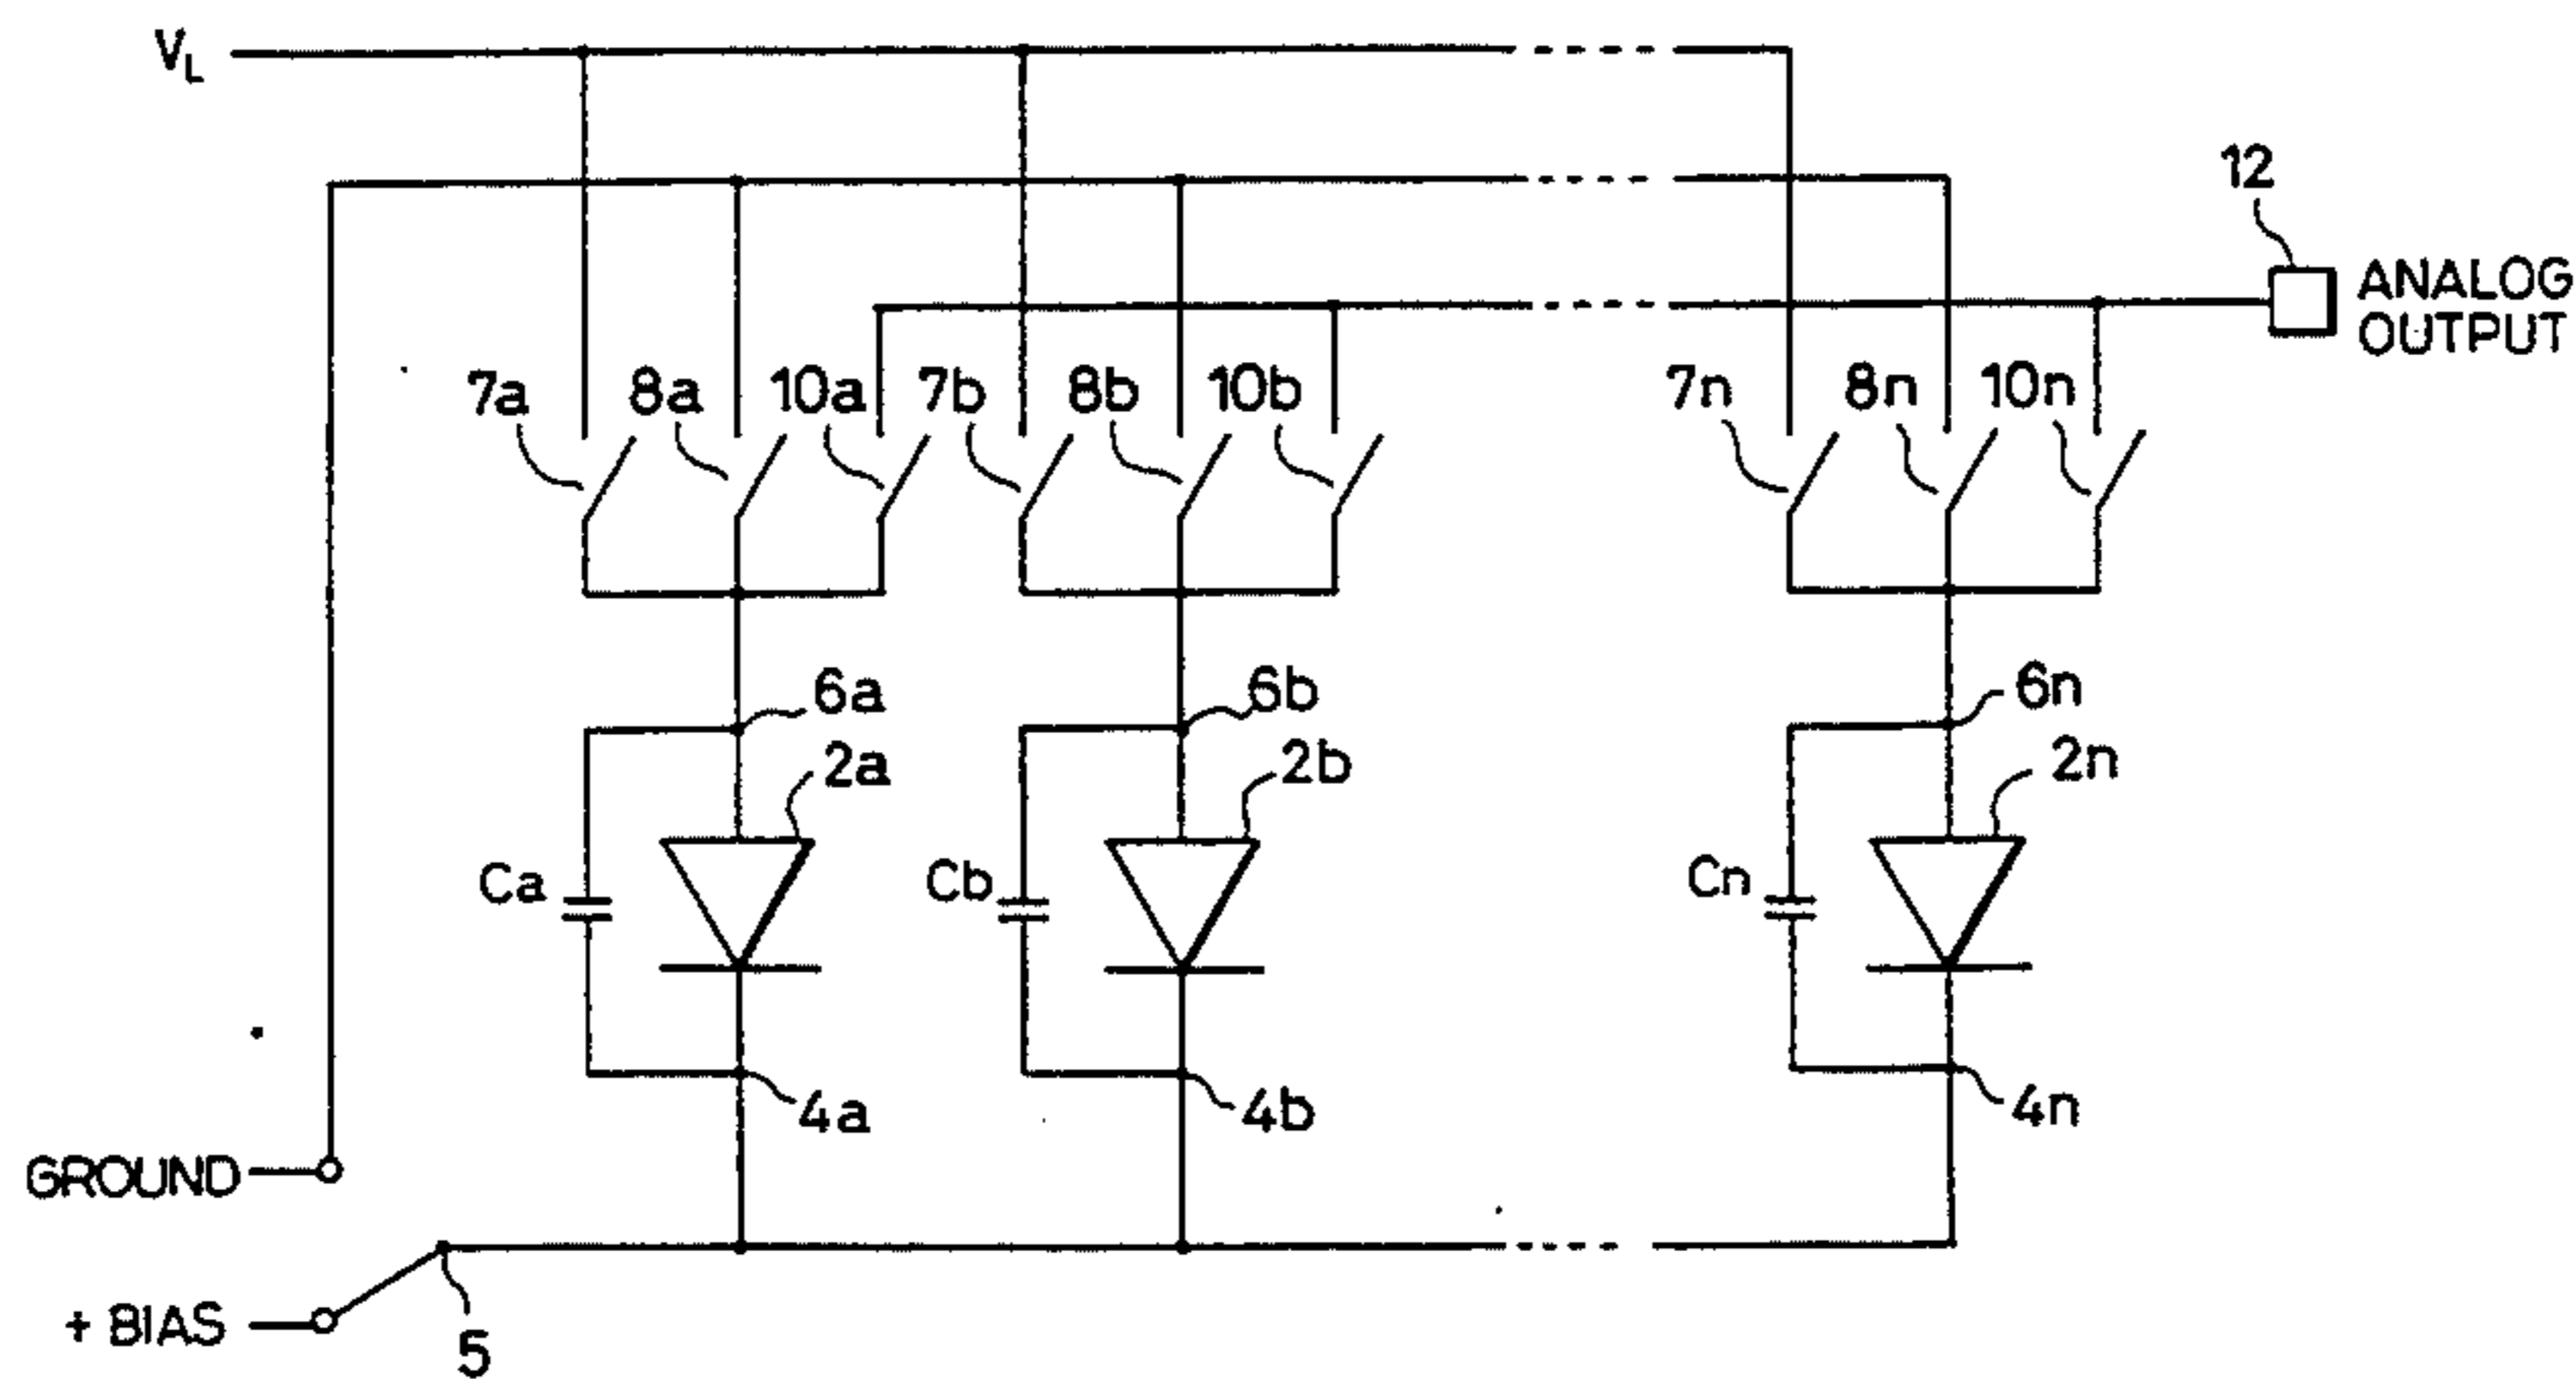 VL
12
ANALOG
OUTPUT
7a 8a 10a 7b 8b 10b 7n 8n 10n
6a 6b 6n
2a 2b 2n
Ca Cb Cn
4a 4b 4n
GROUND
+ BIAS
5